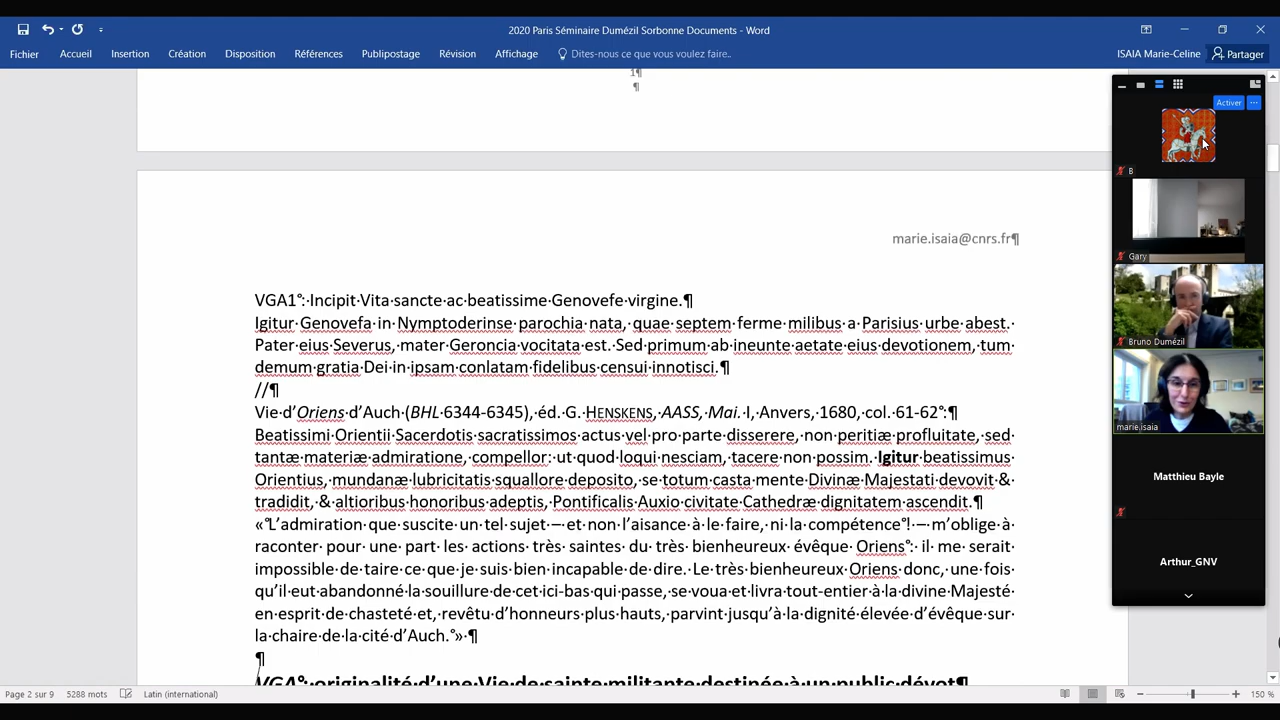 2020 Paris Séminaire Dumézil Sorbonne Documents - Word
Fichier Accueil Insertion Création Disposition Références Publipostage Révision Affichage Dites-nous ce que vous voulez faire.. ISAIA Marie-Celine Partager
1¶
¶
marie.isaia@cnrs.fr¶
VGA1°:·Incipit·Vita·sancte·ac·beatissime·Genovefe·virgine.¶
Igitur·Genovefa·in·Nymptoderinse·parochia·nata,·quae·septem·ferme·milibus·a·Parisius·urbe·abest.·
Pater·eius·Severus,·mater·Geroncia·vocitata·est.·Sed·primum·ab·ineunte·aetate·eius·devotionem,·tum·
demum·gratia·Dei·in·ipsam·conlatam·fidelibus·censui·innotisci.¶
//¶
Vie·d’Oriens·d’Auch·(BHL·6344-6345),·éd.·G.·HENSKENS,·AASS,·Mai.·I,·Anvers,·1680,·col.·61-62°:¶
Beatissimi·Orientii·Sacerdotis·sacratissimos·actus·vel·pro·parte·disserere,·non·peritiæ·profluitate,·sed·
tantæ·materiæ·admiratione,·compellor:·ut·quod·loqui·nesciam,·tacere·non·possim.·Igitur·beatissimus·
Orientius,·mundanæ·lubricitatis·squallore·deposito,·se·totum·casta·mente·Divinæ·Majestati·devovit·&·
tradidit,·&·altioribus·honoribus·adeptis,·Pontificalis·Auxio·civitate·Cathedræ·dignitatem·ascendit.¶
«°L’admiration·que·suscite·un·tel·sujet·–·et·non·l’aisance·à·le·faire,·ni·la·compétence°!·–·m’oblige·à·
raconter·pour·une·part·les·actions·très·saintes·du·très·bienheureux·évêque·Oriens°:·il·me·serait·
impossible·de·taire·ce·que·je·suis·bien·incapable·de·dire.·Le·très·bienheureux·Oriens·donc,·une·fois·
qu’il·eut·abandonné·la·souillure·de·cet·ici-bas·qui·passe,·se·voua·et·livra·tout·entier·à·la·divine·Majesté·
en·esprit·de·chasteté·et,·revêtu·d’honneurs·plus·hauts,·parvint·jusqu’à·la·dignité·élevée·d’évêque·sur·
la·chaire·de·la·cité·d’Auch.°»·¶
¶
VGA°:·originalité·d’une·Vie·de·sainte·militante·destinée·à·un·public·dévot¶
Activer
B
Gary
Bruno Dumézil
marie.isaia
Matthieu Bayle
Arthur_GNV
Page 2 sur 9 5288 mots Latin (international) 150 %